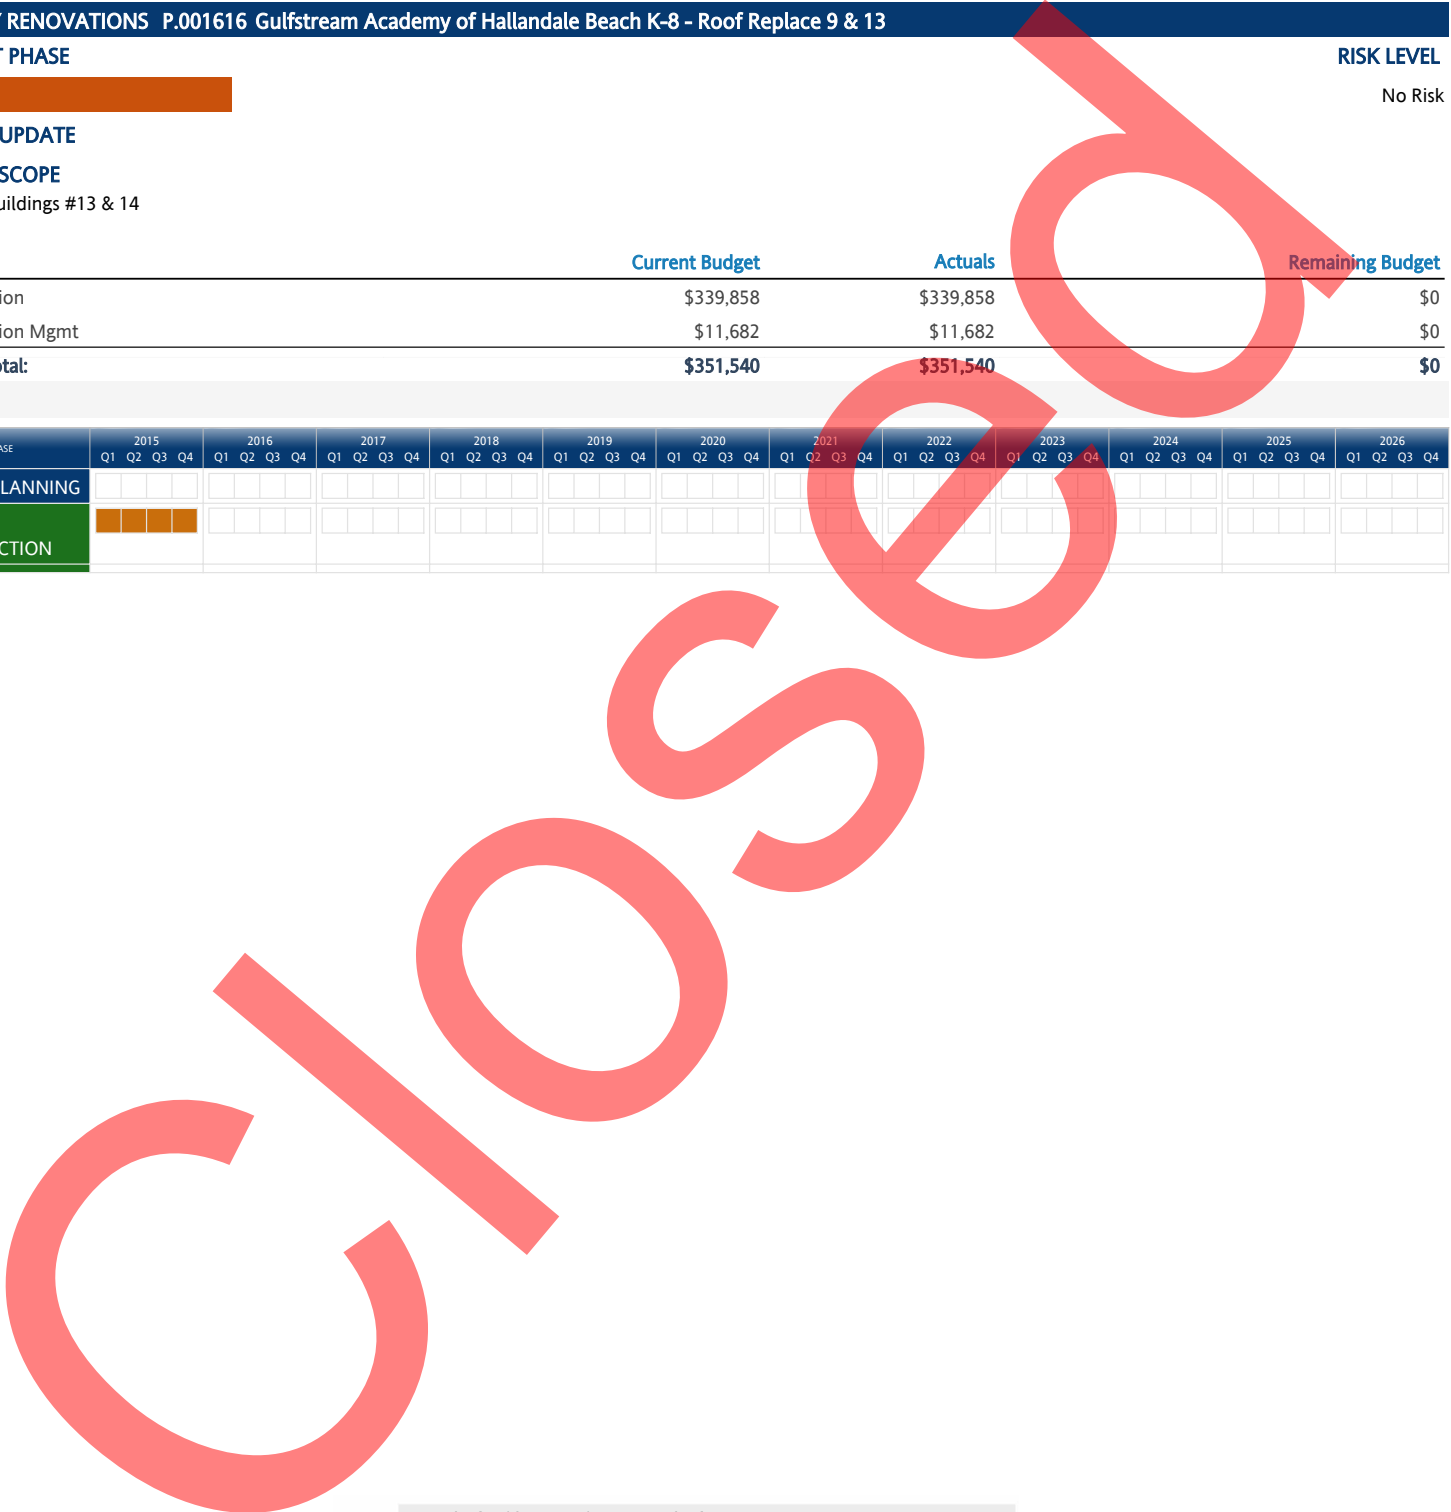 RENOVATIONS P.001616 Gulfstream Academy of Hallandale Beach K-8 - Roof Replace 9 & 13
PHASE RISK LEVEL
No Risk
UPDATE
SCOPE
uildings #13 & 14
Current Budget Actuals Remaining Budget
ion $339,858 $339,858 $0
ion Mgmt $11,682 $11,682 $0
otal: $351,540 $351,540 $0
2015 2016 2017 2018 2019 2020 2021 2022 2023 2024 2025 2026
ASE Q1 Q2 Q3 Q4 Q1 Q2 Q3 Q4 Q1 Q2 Q3 Q4 Q1 Q2 Q3 Q4 Q1 Q2 Q3 Q4 Q1 Q2 Q3 Q4 Q1 Q2 Q3 Q4 Q1 Q2 Q3 Q4 Q1 Q2 Q3 Q4 Q1 Q2 Q3 Q4 Q1 Q2 Q3 Q4 Q1 Q2 Q3 Q4
LANNING
CTION
Closed